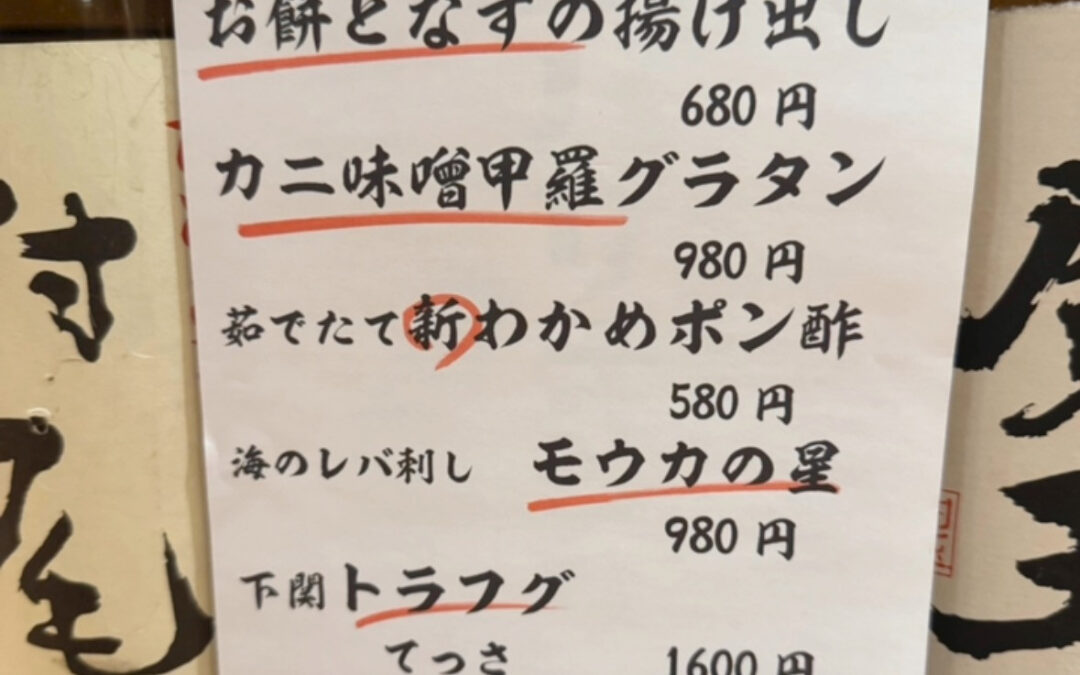 お餅となすの揚げ出し
680 円
カニ味噌甲羅グラタン
980 円
茹でたて新わかめポン酢
580 円
海のレバ刺し モウカの星
980 円
下関トラフグ
てっさ 1600 円
村尾